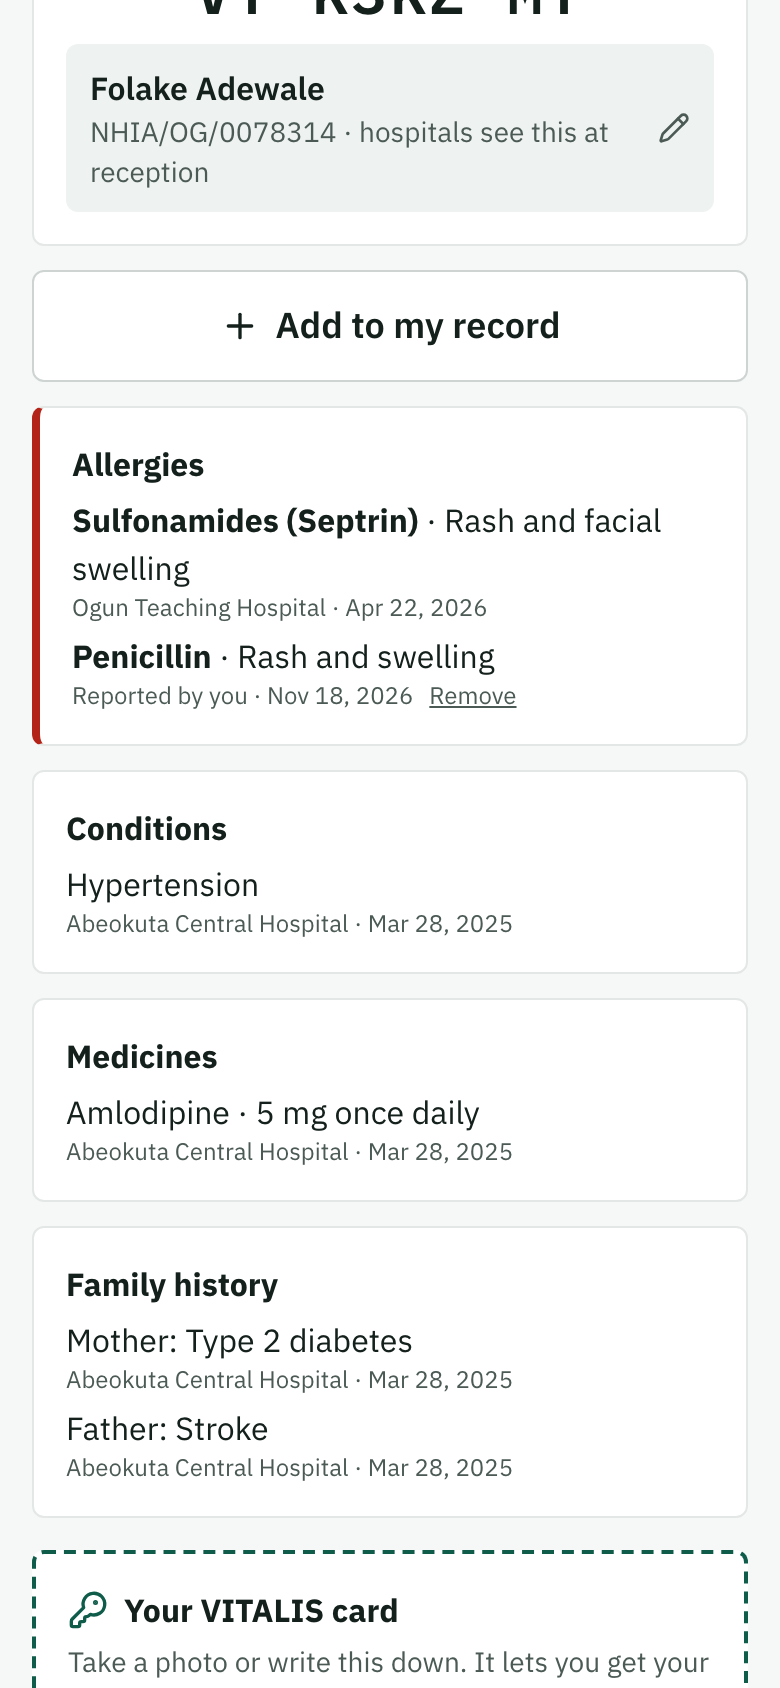 Folake Adewale
NHIA/OG/0078314 · hospitals see this at
reception
+ Add to my record
Allergies
Sulfonamides (Septrin) · Rash and facial
swelling
Ogun Teaching Hospital · Apr 22, 2026
Penicillin · Rash and swelling
Reported by you · Nov 18, 2026 Remove
Conditions
Hypertension
Abeokuta Central Hospital · Mar 28, 2025
Medicines
Amlodipine · 5 mg once daily
Abeokuta Central Hospital · Mar 28, 2025
Family history
Mother: Type 2 diabetes
Abeokuta Central Hospital · Mar 28, 2025
Father: Stroke
Abeokuta Central Hospital · Mar 28, 2025
Your VITALIS card
Take a photo or write this down. It lets you get your